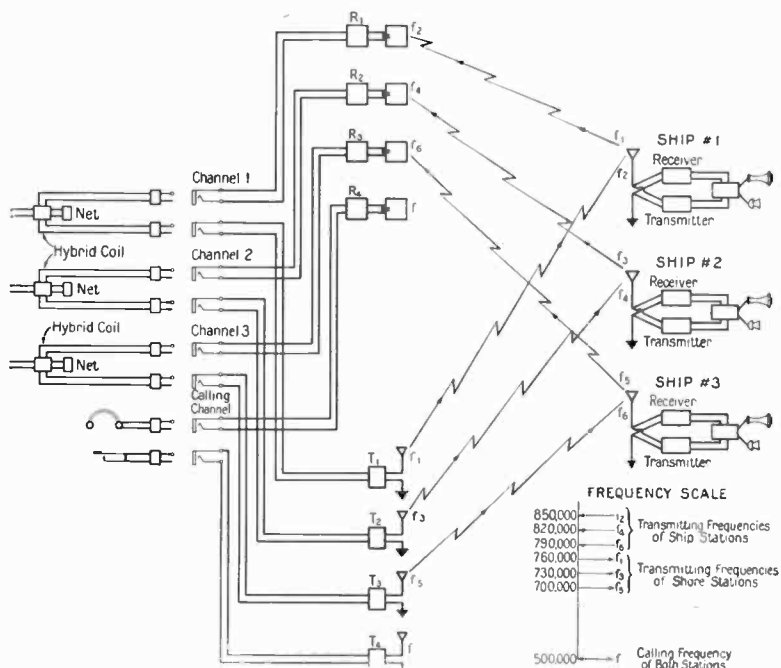 R1
f2
R2
f4
R3
f6
R4
f
Channel 1
Net
Hybrid Coil
Channel 2
Hybrid Coil
Channel 3
Net
Calling
Channel
T1
f1
T2
f3
T3
f5
T4
f
f1
f2
SHIP #1
Receiver
Transmitter
f3
f4
SHIP #2
Receiver
Transmitter
f5
f6
SHIP #3
Receiver
Transmitter
FREQUENCY SCALE
850,000 f2
820,000 f4
790,000 f6
Transmitting Frequencies
of Ship Stations
760,000 f1
730,000 f3
700,000 f5
Transmitting Frequencies
of Shore Stations
500,000 f
Calling Frequency
of Both Stations